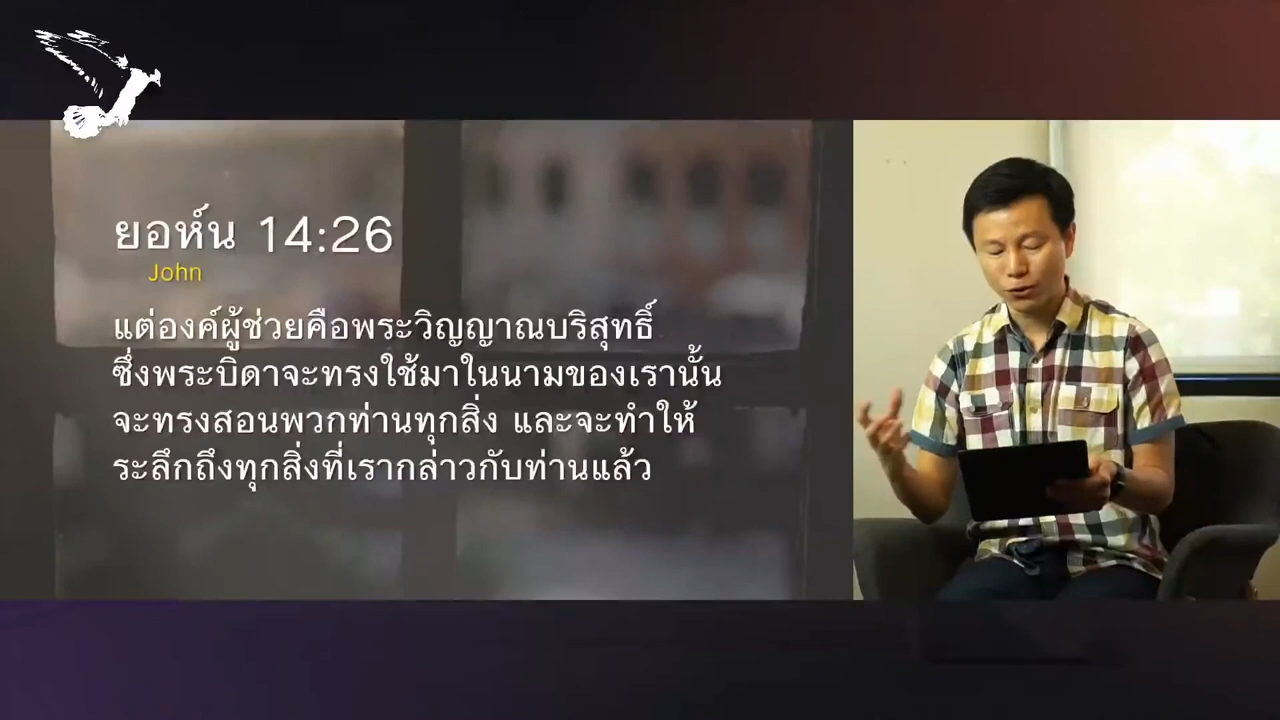 ยอห์น 14:26
John
แต่องค์ผู้ช่วยคือพระวิญญาณบริสุทธิ์
ซึ่งพระบิดาจะทรงใช้มาในนามของเรานั้น
จะทรงสอนพวกท่านทุกสิ่ง และจะทำให้
ระลึกถึงทุกสิ่งที่เรากล่าวกับท่านแล้ว